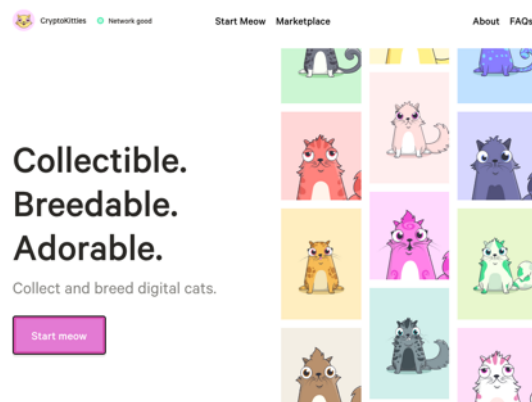 CryptoKitties Network good Start Meow Marketplace About FAQs
Collectible.
Breedable.
Adorable.
Collect and breed digital cats.
Start meow